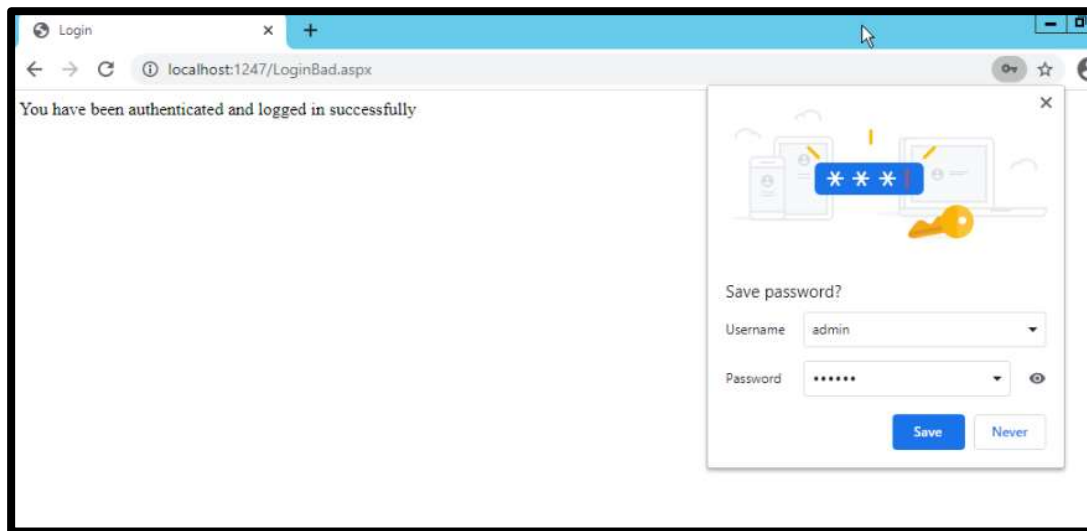 Login
localhost:1247/LoginBad.aspx
You have been authenticated and logged in successfully
* * *
Save password?
Username admin
Password ••••••
Save Never